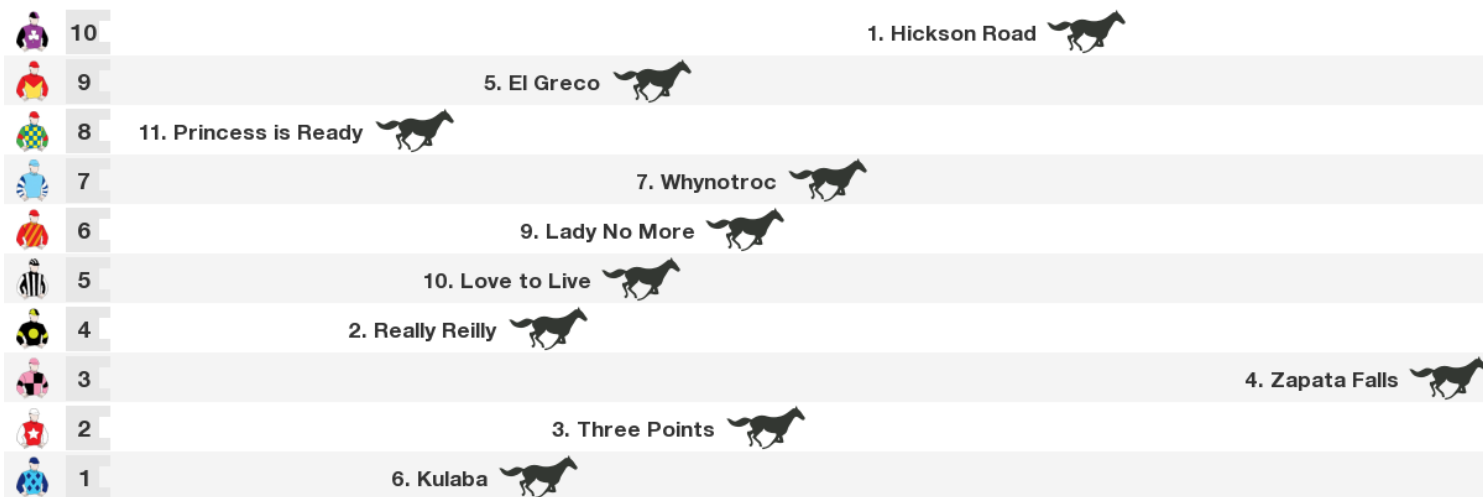 10 1. Hickson Road
9 5. El Greco
8 11. Princess is Ready
7 7. Whynotroc
6 9. Lady No More
5 10. Love to Live
4 2. Really Reilly
3 4. Zapata Falls
2 3. Three Points
1 6. Kulaba